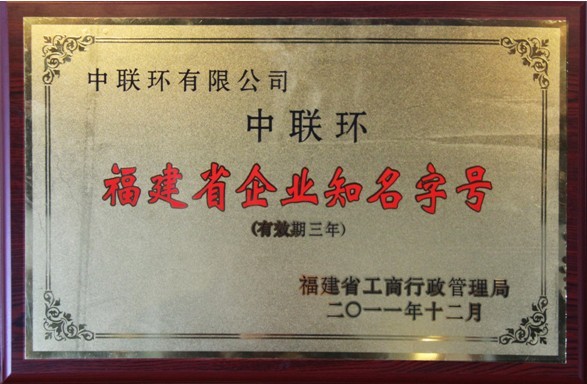 中联环有限公司
中联环
福建省企业知名字号
(有效期三年)
福建省工商行政管理局
二〇一一年十二月